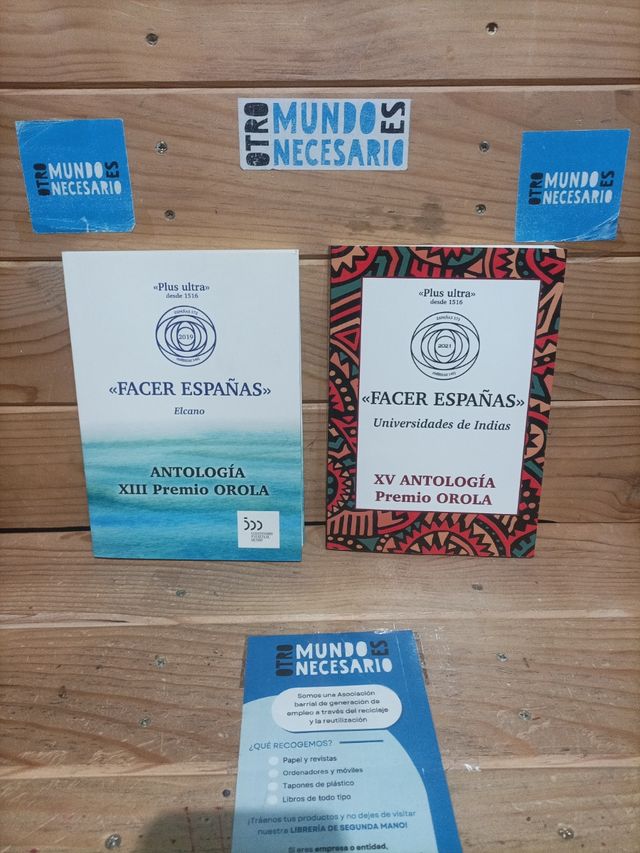 OTRO MUNDO ES
NECESARIO
OTRO MUNDO ES
NECESARIO
OTRO MUNDO ES
NECESARIO
«Plus ultra»
desde 1516
2019
«FACER ESPAÑAS»
Elcano
ANTOLOGÍA
XIII Premio OROLA
500
«Plus ultra»
desde 1516
2021
«FACER ESPAÑAS»
Universidades de Indias
XV ANTOLOGÍA
Premio OROLA
OTRO MUNDO ES
NECESARIO
Somos una Asociación
barrial de generación de
empleo a través del reciclaje
y la reutilización
¿QUÉ RECOGEMOS?
Papel y revistas
Ordenadores y móviles
Tapones de plástico
Libros de todo tipo
¡Tráenos tus productos y no dejes de visitar
nuestra LIBRERÍA DE SEGUNDA MANO!
Si eres empresa o entidad,